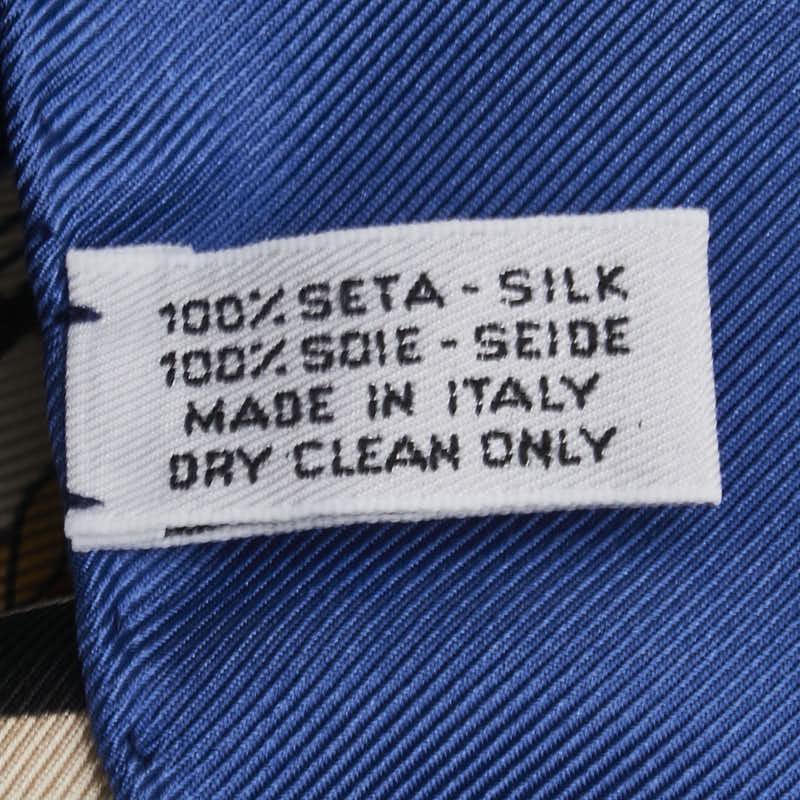 100% SETA - SILK
100% SOIE - SEIDE
MADE IN ITALY
DRY CLEAN ONLY